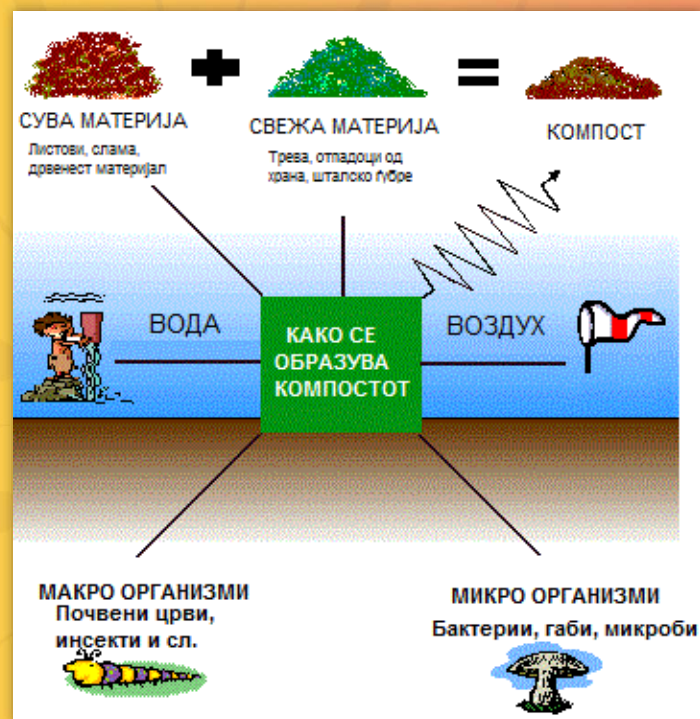 СУВА МАТЕРИЈА
Листови, слама,
дрвенест материјал
СВЕЖА МАТЕРИЈА
Трева, отпадоци од
храна, шталско ѓубре
КОМПОСТ
ВОДА
КАКО СЕ
ОБРАЗУВА
КОМПОСТОТ
ВОЗДУХ
МАКРО ОРГАНИЗМИ
Почвени црви,
инсекти и сл.
МИКРО ОРГАНИЗМИ
Бактерии, габи, микроби